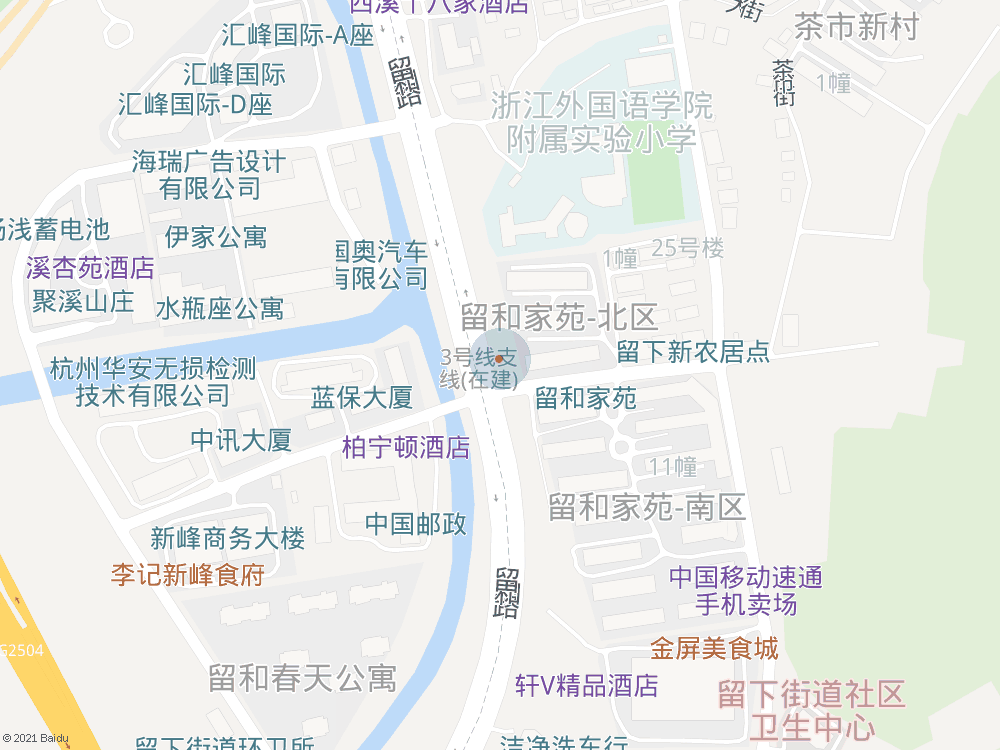 西溪十八家酒店
汇峰国际-A座
茶市新村
留和路
茶市街
汇峰国际
1幢
汇峰国际-D座
浙江外国语学院
附属实验小学
海瑞广告设计
有限公司
杨浅蓄电池
伊家公寓
国奥汽车
有限公司
25号楼
1幢
溪杏苑酒店
聚溪山庄
水瓶座公寓
留和家苑-北区
3号线支
线(在建)
留下新农居点
杭州华安无损检测
技术有限公司
蓝保大厦
留和家苑
中讯大厦
柏宁顿酒店
11幢
留和家苑-南区
中国邮政
新峰商务大楼
李记新峰食府
留和路
中国移动速通
手机卖场
G2504
金屏美食城
留和春天公寓
轩V精品酒店
留下街道社区
卫生中心
留下街道环卫所
洁净洗车行
© 2021 Baidu